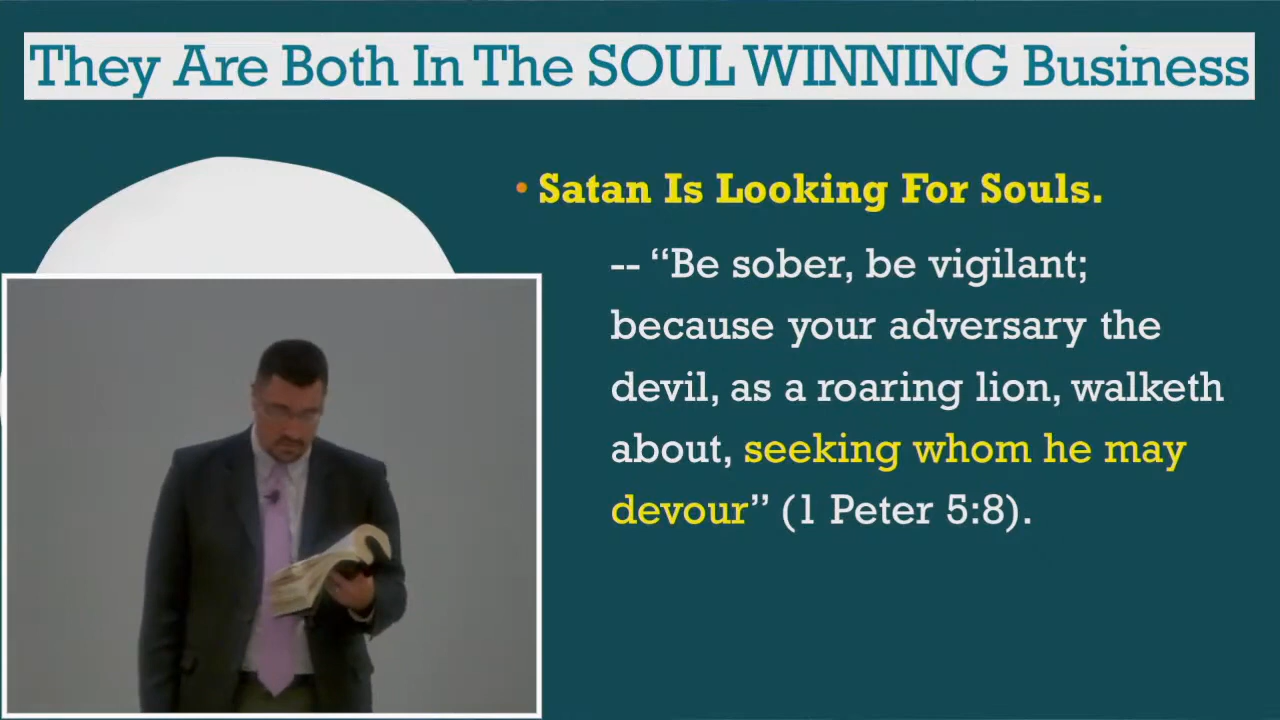 They Are Both In The SOUL WINNING Business
• Satan Is Looking For Souls.
-- “Be sober, be vigilant;
because your adversary the
devil, as a roaring lion, walketh
about, seeking whom he may
devour” (1 Peter 5:8).